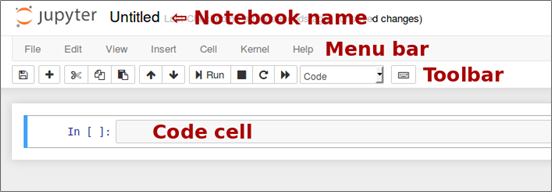 jupyter Untitled ⇦ Notebook name d changes)
File Edit View Insert Cell Kernel Help Menu bar
Run Code Toolbar
In [ ]: Code cell